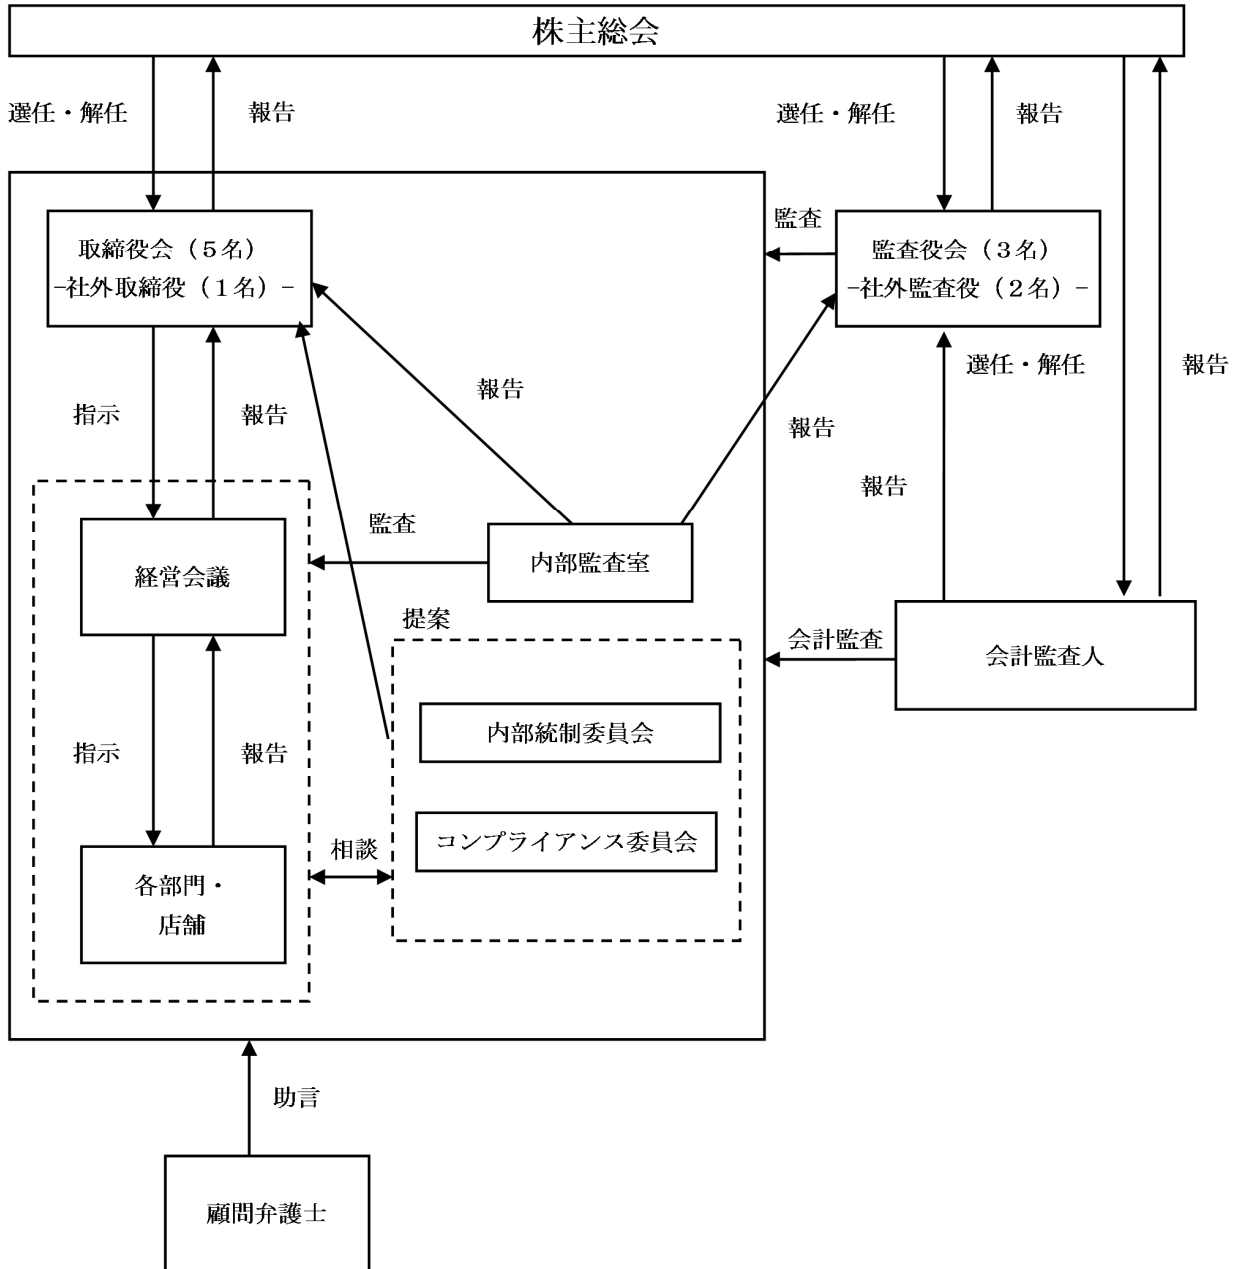 株主総会
選任・解任
報告
選任・解任
報告
取締役会（５名）
-社外取締役（１名）-
監査
監査役会（３名）
-社外監査役（２名）-
選任・解任
報告
報告
指示
報告
報告
報告
監査
内部監査室
経営会議
提案
会計監査
会計監査人
内部統制委員会
指示
報告
コンプライアンス委員会
相談
各部門・
店舗
助言
顧問弁護士